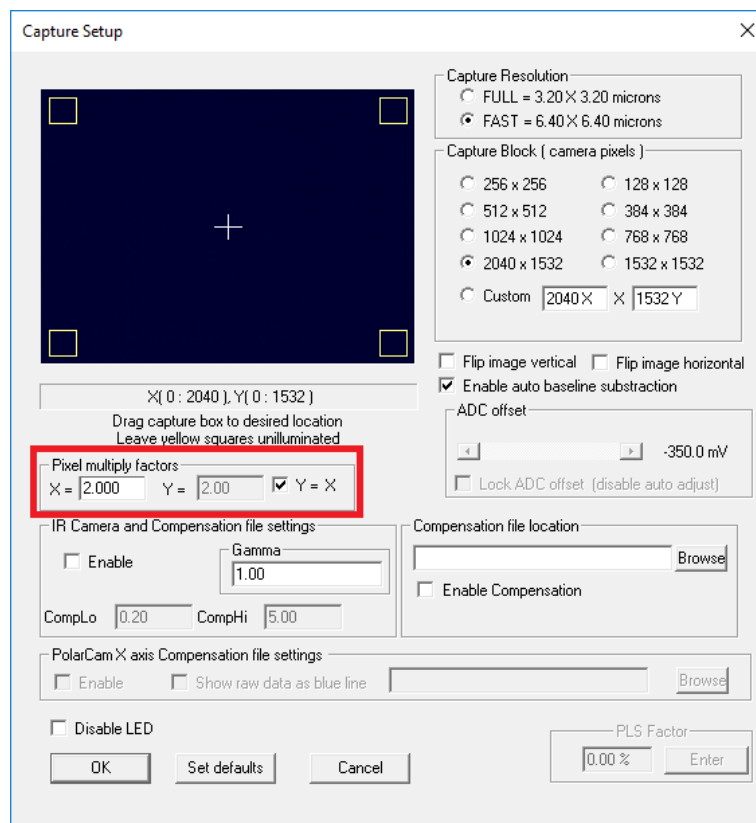 Capture Setup
Capture Resolution
FULL = 3.20 X 3.20 microns
FAST = 6.40 X 6.40 microns
Capture Block ( camera pixels )
256 x 256
128 x 128
512 x 512
384 x 384
1024 x 1024
768 x 768
2040 x 1532
1532 x 1532
Custom 2040 X X 1532 Y
Flip image vertical
Flip image horizontal
Enable auto baseline substraction
X( 0 : 2040 ), Y( 0 : 1532 )
Drag capture box to desired location
Leave yellow squares unilluminated
ADC offset
-350.0 mV
Lock ADC offset (disable auto adjust)
Pixel multiply factors
X = 2.000 Y = 2.00 Y = X
IR Camera and Compensation file settings
Enable
Gamma
1.00
CompLo 0.20 CompHi 5.00
Compensation file location
Browse
Enable Compensation
PolarCam X axis Compensation file settings
Enable
Show raw data as blue line
Browse
Disable LED
OK
Set defaults
Cancel
PLS Factor
0.00 %
Enter